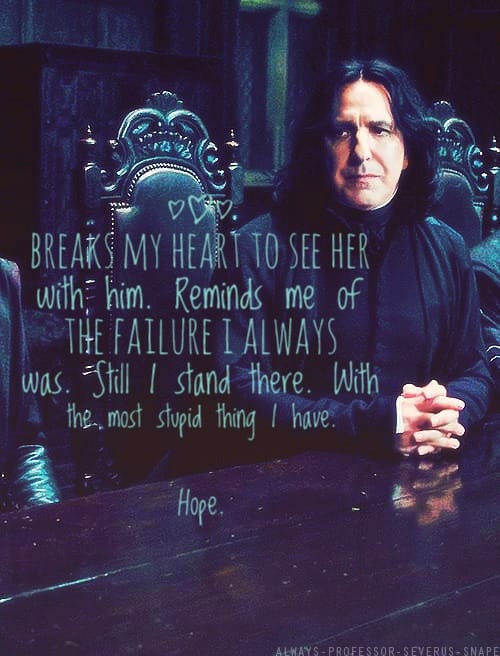 BREAKS MY HEART TO SEE HER
with him. Reminds me of
THE FAILURE I ALWAYS
was. Still I stand there. With
the most stupid thing I have.
Hope.
ALWAYS-PROFESSOR-SEVERUS-SNAPE